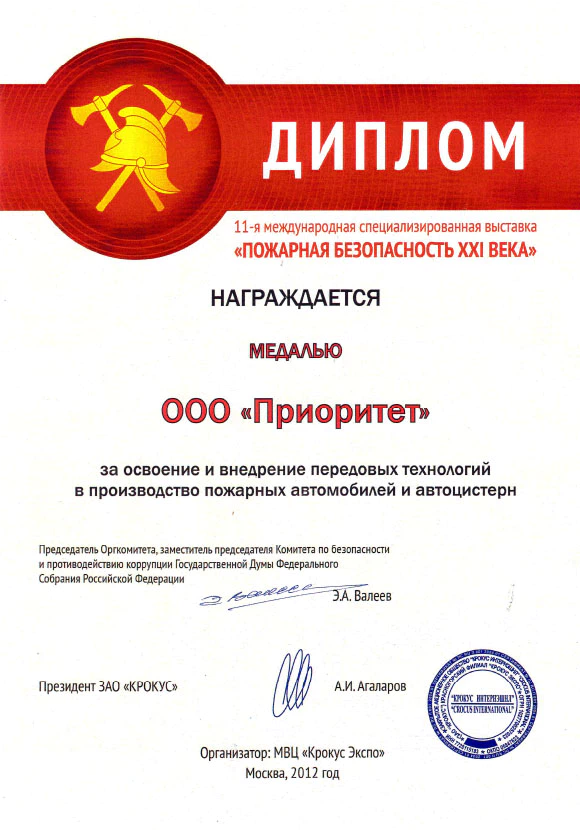 ДИПЛОМ
11-я международная специализированная выставка
«ПОЖАРНАЯ БЕЗОПАСНОСТЬ XXI ВЕКА»
НАГРАЖДАЕТСЯ
МЕДАЛЬЮ
ООО «Приоритет»
за освоение и внедрение передовых технологий
в производство пожарных автомобилей и автоцистерн
Председатель Оргкомитета, заместитель председателя Комитета по безопасности
и противодействию коррупции Государственной Думы Федерального
Собрания Российской Федерации
Э.А. Валеев
Президент ЗАО «КРОКУС»
А.И. Агаларов
"КРОКУС ИНТЕРНЭШНЛ"
"CROCUS INTERNATIONAL"
Организатор: МВЦ «Крокус Экспо»
Москва, 2012 год